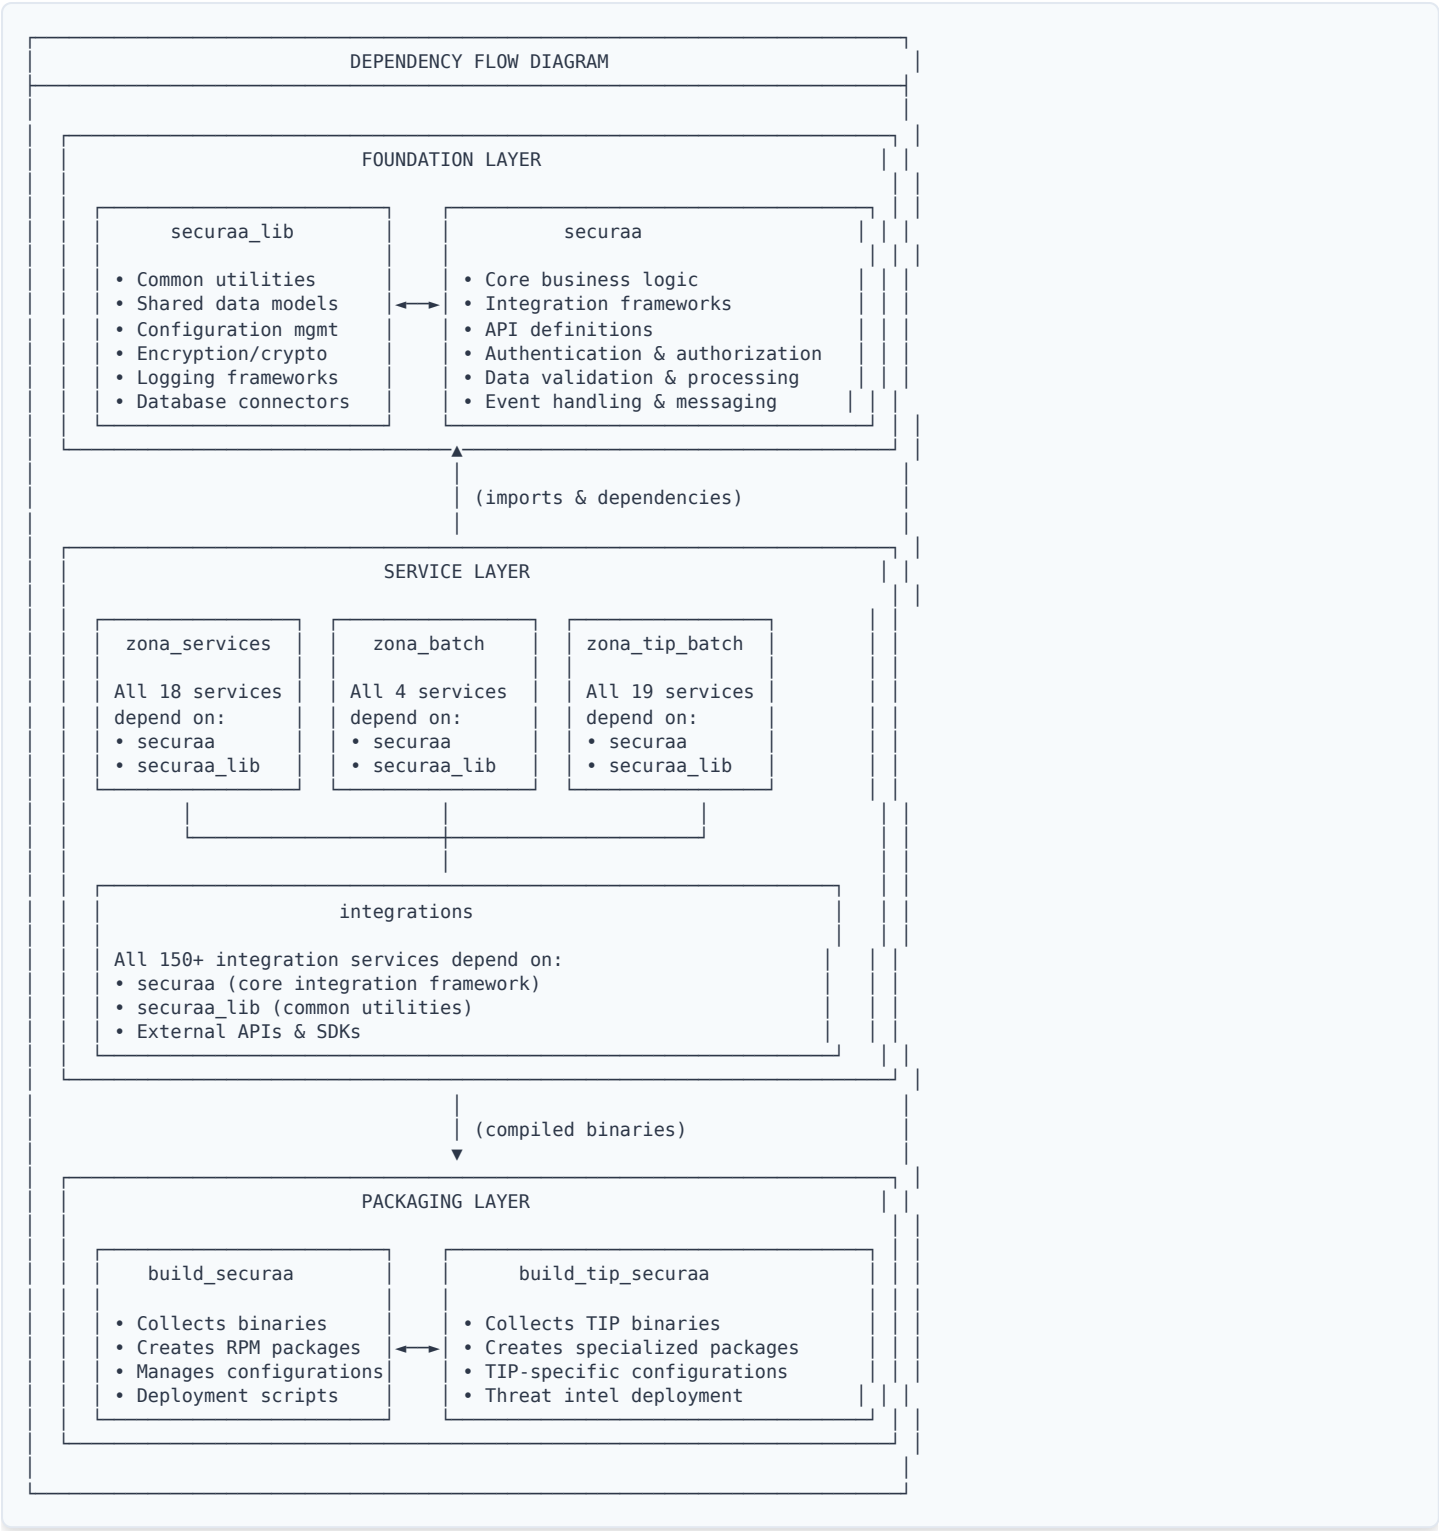 DEPENDENCY FLOW DIAGRAM
FOUNDATION LAYER
securaa_lib
• Common utilities
• Shared data models
• Configuration mgmt
• Encryption/crypto
• Logging frameworks
• Database connectors
securaa
• Core business logic
• Integration frameworks
• API definitions
• Authentication & authorization
• Data validation & processing
• Event handling & messaging
(imports & dependencies)
SERVICE LAYER
zona_services
All 18 services
depend on:
• securaa
• securaa_lib
zona_batch
All 4 services
depend on:
• securaa
• securaa_lib
zona_tip_batch
All 19 services
depend on:
• securaa
• securaa_lib
integrations
All 150+ integration services depend on:
• securaa (core integration framework)
• securaa_lib (common utilities)
• External APIs & SDKs
(compiled binaries)
PACKAGING LAYER
build_securaa
• Collects binaries
• Creates RPM packages
• Manages configurations
• Deployment scripts
build_tip_securaa
• Collects TIP binaries
• Creates specialized packages
• TIP-specific configurations
• Threat intel deployment